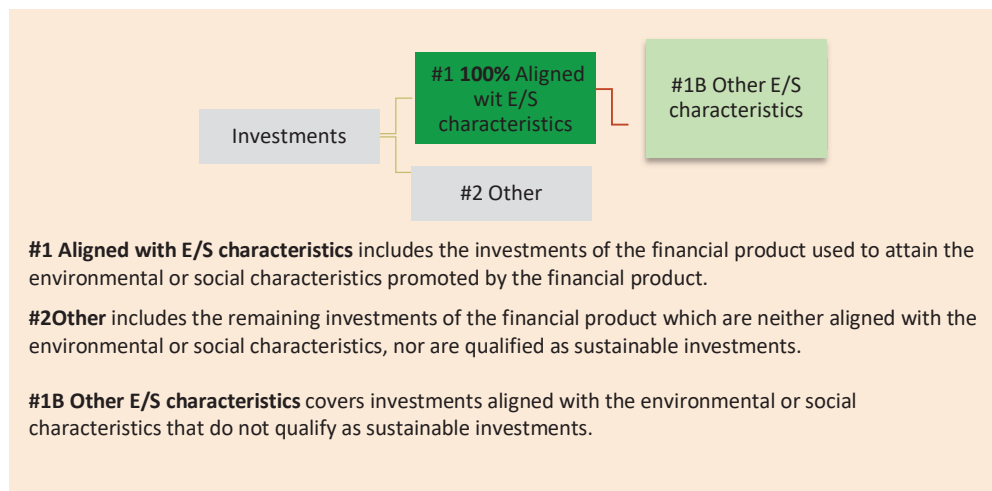 #1 100% Aligned
wit E/S
characteristics
#1B Other E/S
characteristics
Investments
#2 Other
#1 Aligned with E/S characteristics includes the investments of the financial product used to attain the
environmental or social characteristics promoted by the financial product.
#2Other includes the remaining investments of the financial product which are neither aligned with the
environmental or social characteristics, nor are qualified as sustainable investments.
#1B Other E/S characteristics covers investments aligned with the environmental or social
characteristics that do not qualify as sustainable investments.